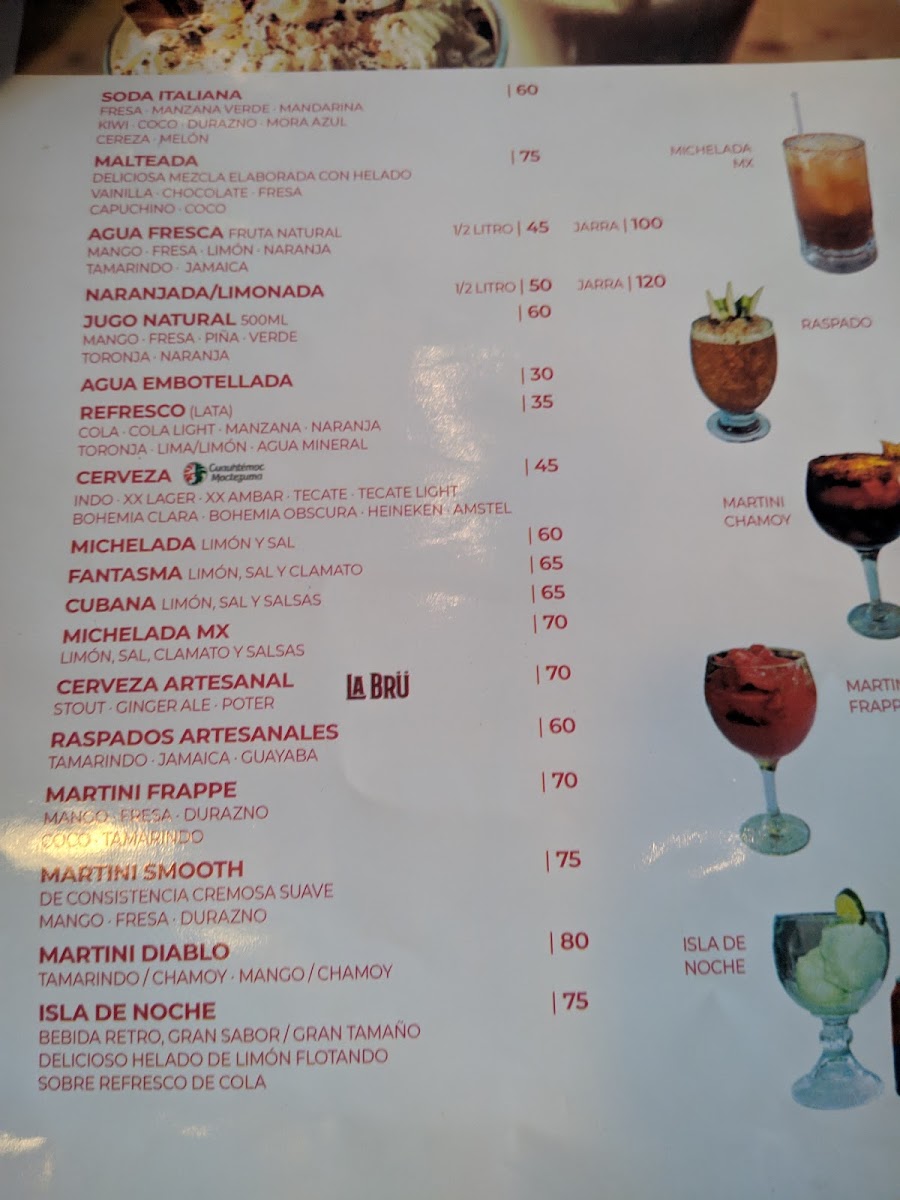 SODA ITALIANA | 60
FRESA · MANZANA VERDE · MANDARINA
KIWI · COCO · DURAZNO · MORA AZUL
CEREZA · MELÓN
MALTEADA | 75
DELICIOSA MEZCLA ELABORADA CON HELADO
VAINILLA · CHOCOLATE · FRESA
CAPUCHINO · COCO
AGUA FRESCA FRUTA NATURAL 1/2 LITRO | 45 JARRA | 100
MANGO · FRESA · LIMÓN · NARANJA
TAMARINDO · JAMAICA
NARANJADA/LIMONADA 1/2 LITRO | 50 JARRA | 120
JUGO NATURAL 500ML | 60
MANGO · FRESA · PIÑA · VERDE
TORONJA · NARANJA
AGUA EMBOTELLADA | 30
REFRESCO (LATA) | 35
COLA · COLA LIGHT · MANZANA · NARANJA
TORONJA · LIMA/LIMÓN · AGUA MINERAL
CERVEZA Cuauhtémoc Moctezuma | 45
INDO · XX LAGER · XX AMBAR · TECATE · TECATE LIGHT
BOHEMIA CLARA · BOHEMIA OBSCURA · HEINEKEN · AMSTEL
MICHELADA LIMÓN Y SAL | 60
FANTASMA LIMÓN, SAL Y CLAMATO | 65
CUBANA LIMÓN, SAL Y SALSAS | 65
MICHELADA MX | 70
LIMÓN, SAL, CLAMATO Y SALSAS
CERVEZA ARTESANAL LA BRÜ | 70
STOUT · GINGER ALE · POTER
RASPADOS ARTESANALES | 60
TAMARINDO · JAMAICA · GUAYABA
MARTINI FRAPPE | 70
MANGO · FRESA · DURAZNO
COCO · TAMARINDO
MARTINI SMOOTH | 75
DE CONSISTENCIA CREMOSA SUAVE
MANGO · FRESA · DURAZNO
MARTINI DIABLO | 80
TAMARINDO / CHAMOY · MANGO / CHAMOY
ISLA DE NOCHE | 75
BEBIDA RETRO, GRAN SABOR / GRAN TAMAÑO
DELICIOSO HELADO DE LIMÓN FLOTANDO
SOBRE REFRESCO DE COLA
MICHELADA
MX
RASPADO
MARTINI
CHAMOY
MARTIN
FRAPP
ISLA DE
NOCHE